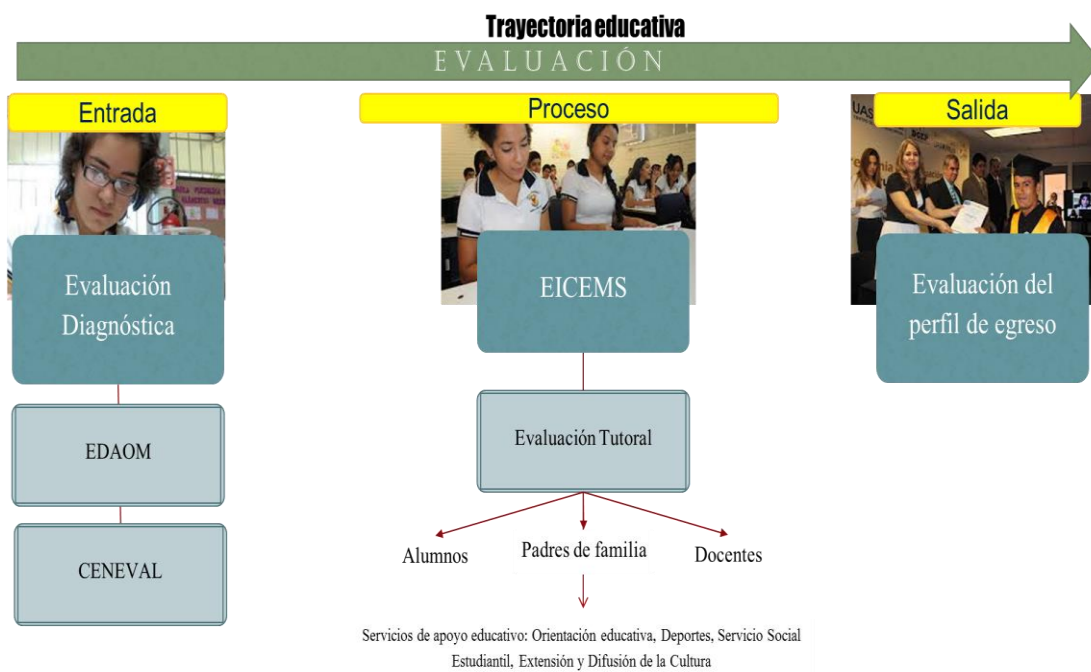 Trayectoria educativa
EVALUACIÓN
Entrada
Proceso
Salida
UAS
DGEP
Evaluación
Diagnóstica
EICEMS
Evaluación del
perfil de egreso
EDAOM
Evaluación Tutoral
CENEVAL
Alumnos
Padres de familia
Docentes
Servicios de apoyo educativo: Orientación educativa, Deportes, Servicio Social
Estudiantil, Extensión y Difusión de la Cultura